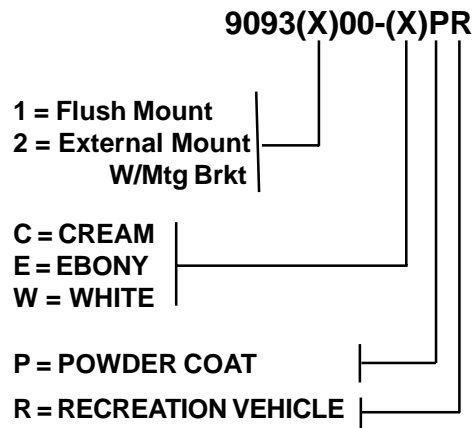 9093(X)00-(X)PR
1 = Flush Mount
2 = External Mount
W/Mtg Brkt
C = CREAM
E = EBONY
W = WHITE
P = POWDER COAT
R = RECREATION VEHICLE